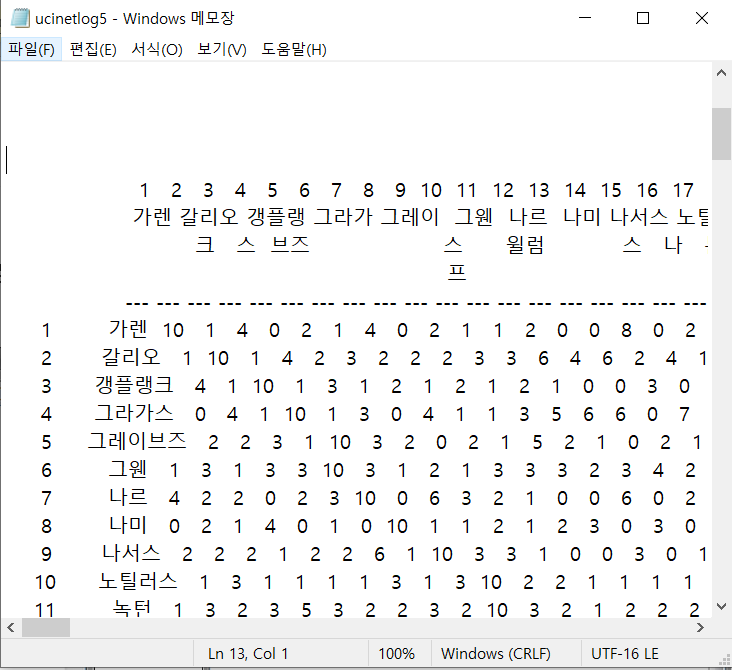 ucinetlog5 - Windows 메모장
파일(F) 편집(E) 서식(O) 보기(V) 도움말(H)
1 2 3 4 5 6 7 8 9 10 11 12 13 14 15 16 17
가렌 갈리오 갱플랭 그라가 그레이 그웬 나르 나미 나서스 노틸
크 스 브즈 스 윌럼 스 나
프
--- --- --- --- --- --- --- --- --- --- --- --- --- --- --- --- --- --- ---
1 가렌 10 1 4 0 2 1 4 0 2 1 1 2 0 0 8 0 2
2 갈리오 1 10 1 4 2 3 2 2 2 3 3 6 4 6 2 4 1
3 갱플랭크 4 1 10 1 3 1 2 1 2 1 2 1 0 0 3 0
4 그라가스 0 4 1 10 1 3 0 4 1 1 3 5 6 6 0 7
5 그레이브즈 2 2 3 1 10 3 2 0 2 1 5 2 1 0 2 1
6 그웬 1 3 1 3 3 10 3 1 2 1 3 3 3 2 3 4 2
7 나르 4 2 2 0 2 3 10 0 6 3 2 1 0 0 6 0 2
8 나미 0 2 1 4 0 1 0 10 1 1 2 1 2 3 0 3 0
9 나서스 2 2 2 1 2 2 6 1 10 3 3 1 0 0 3 0 1
10 노틸러스 1 3 1 1 1 1 3 1 3 10 2 2 1 1 1 1
11 녹턴 1 3 2 3 5 3 2 2 3 2 10 3 2 1 2 2 2
Ln 13, Col 1 100% Windows (CRLF) UTF-16 LE